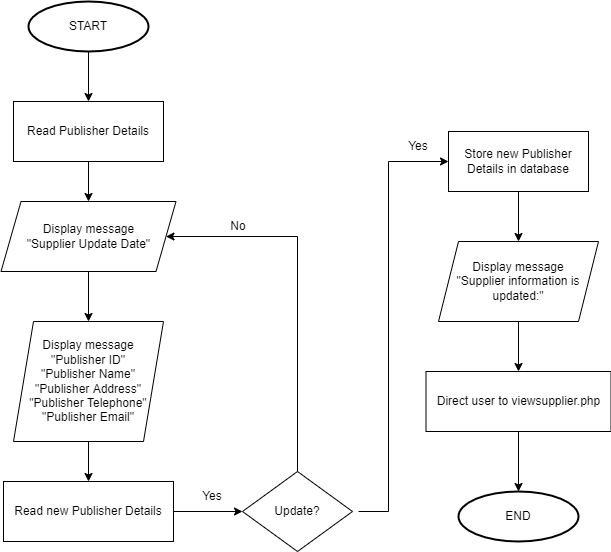 START
Read Publisher Details
Display message
"Supplier Update Date"
No
Display message
"Publisher ID"
"Publisher Name"
"Publisher Address"
"Publisher Telephone"
"Publisher Email"
Read new Publisher Details
Yes
Update?
Yes
Store new Publisher
Details in database
Display message
"Supplier information is
updated:"
Direct user to viewsupplier.php
END